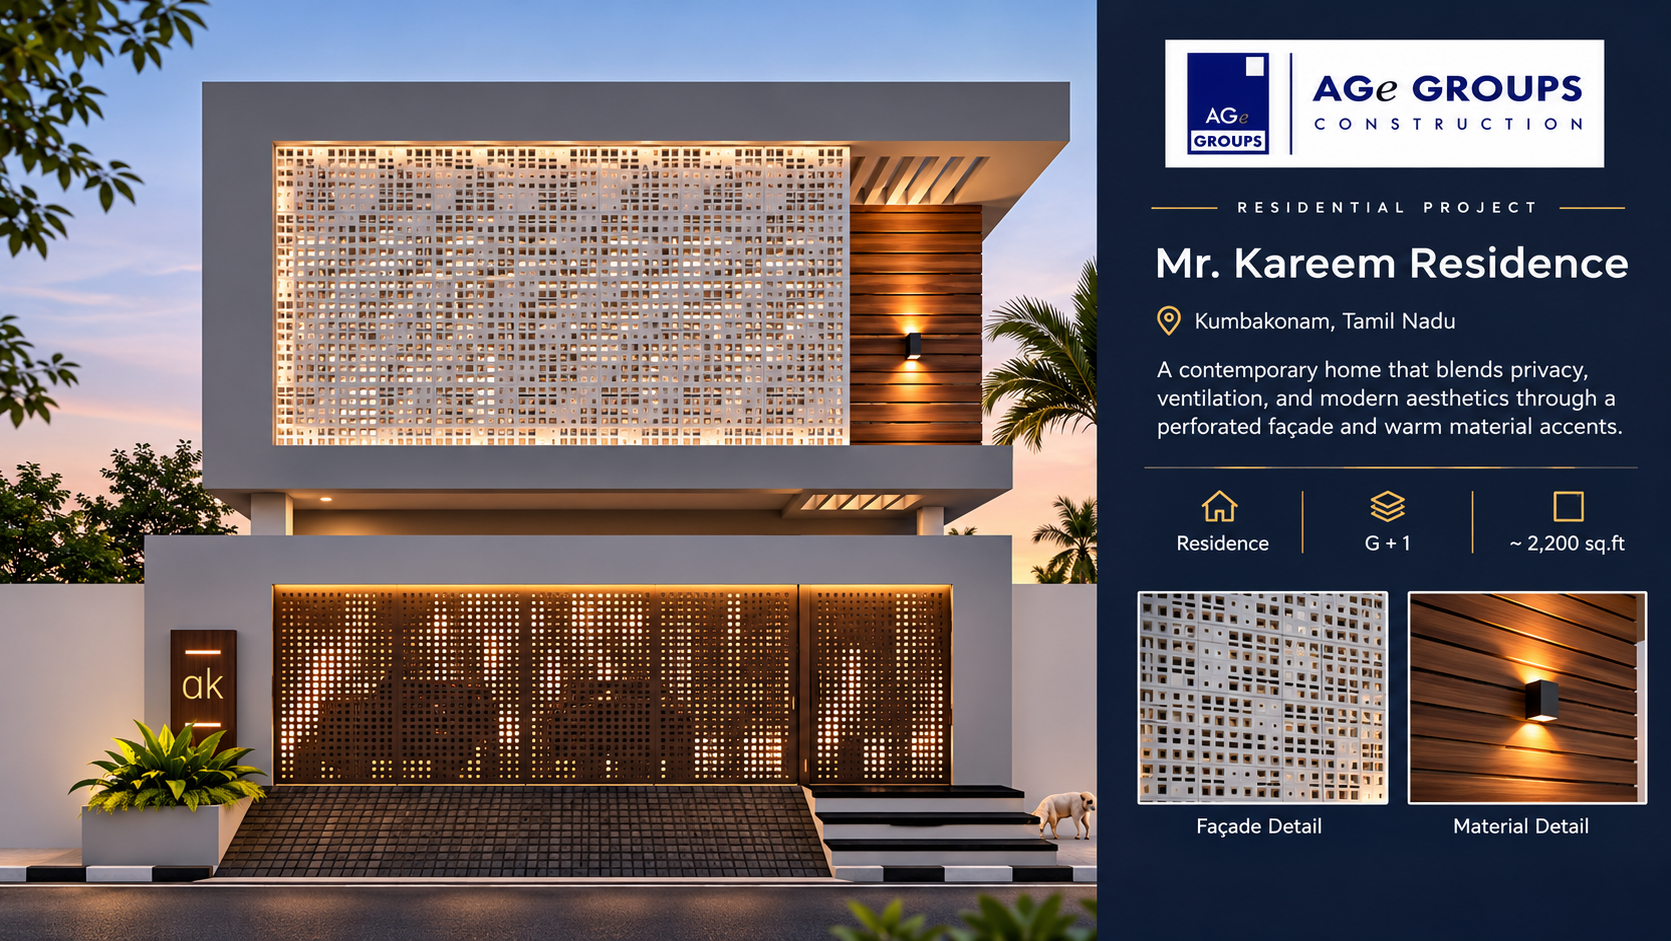 ak
AGe
GROUPS
AGe GROUPS
CONSTRUCTION
RESIDENTIAL PROJECT
Mr. Kareem Residence
Kumbakonam, Tamil Nadu
A contemporary home that blends privacy,
ventilation, and modern aesthetics through a
perforated façade and warm material accents.
Residence
G + 1
~ 2,200 sq.ft
Façade Detail
Material Detail